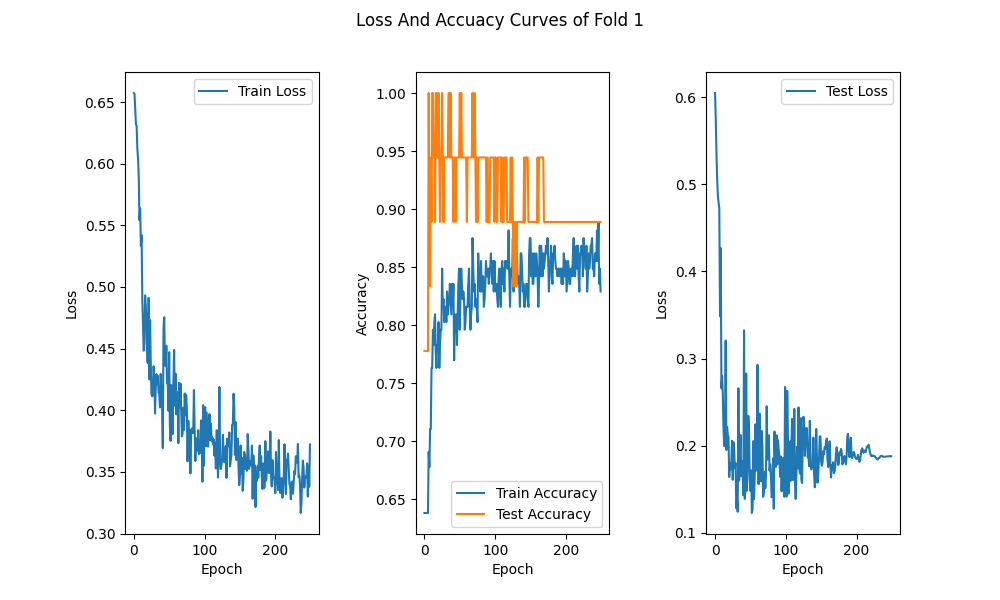 Loss And Accuacy Curves of Fold 1
Train Loss
0.65
0.60
0.55
0.50
0.45
0.40
0.35
0.30
Loss
0
100
200
Epoch
1.00
0.95
0.90
0.85
0.80
0.75
0.70
0.65
Accuracy
Train Accuracy
Test Accuracy
0
100
200
Epoch
Test Loss
0.6
0.5
0.4
0.3
0.2
0.1
Loss
0
100
200
Epoch